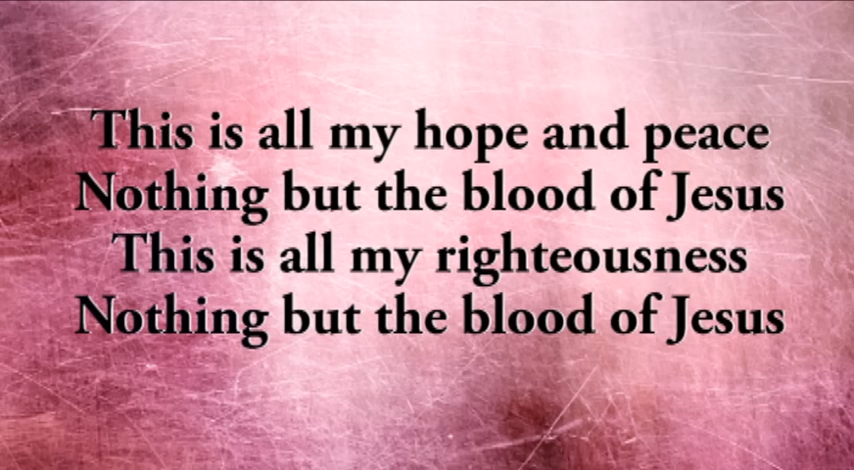 This is all my hope and peace
Nothing but the blood of Jesus
This is all my righteousness
Nothing but the blood of Jesus